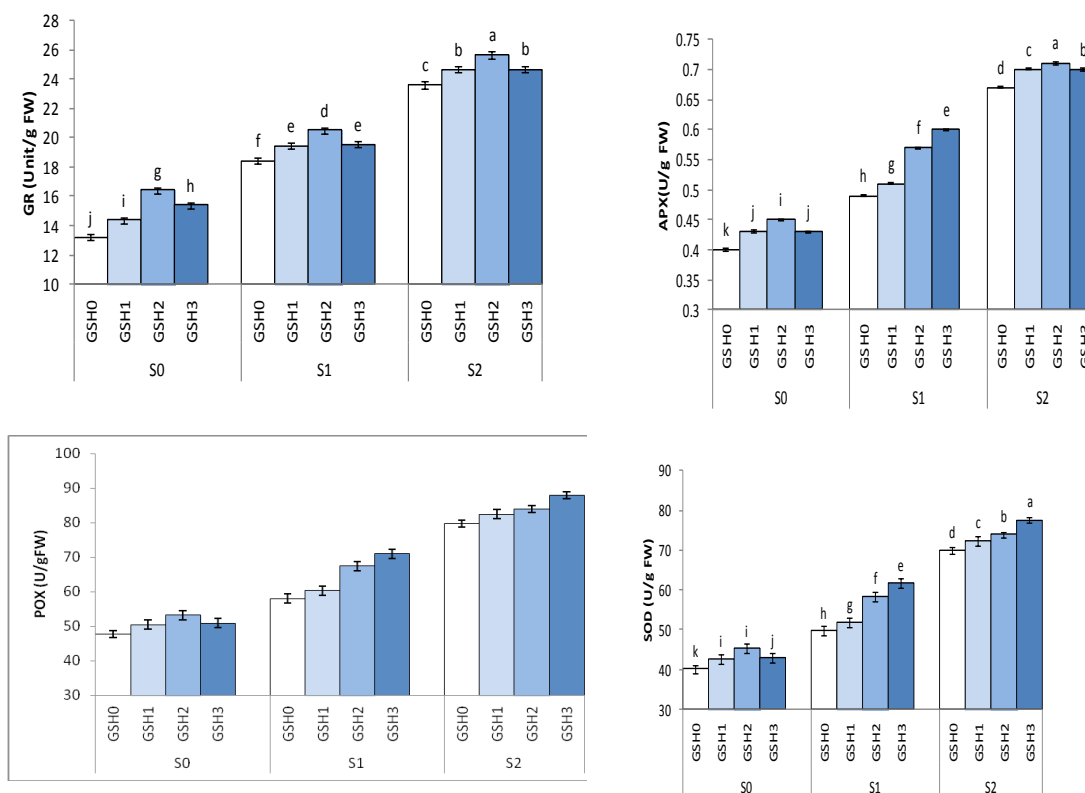 GR (Unit/g FW)
28
26
24
22
20
18
16
14
12
10
j
i
g
h
f
e
d
e
c
b
a
b
GSH0
GSH1
GSH2
GSH3
GSH0
GSH1
GSH2
GSH3
GSH0
GSH1
GSH2
GSH3
S0
S1
S2
APX(U/g FW)
0.75
0.7
0.65
0.6
0.55
0.5
0.45
0.4
0.35
0.3
k
j
i
j
h
g
f
e
d
c
a
b
GSH0
GSH1
GSH2
GSH3
GSH0
GSH1
GSH2
GSH3
GSH0
GSH1
GSH2
GSH3
S0
S1
S2
POX (U/gFW)
100
90
80
70
60
50
40
30
GSH0
GSH1
GSH2
GSH3
GSH0
GSH1
GSH2
GSH3
GSH0
GSH1
GSH2
GSH3
S0
S1
S2
SOD (U/g FW)
90
80
70
60
50
40
30
k
i
i
j
h
g
f
e
d
c
b
a
GSH0
GSH1
GSH2
GSH3
GSH0
GSH1
GSH2
GSH3
GSH0
GSH1
GSH2
GSH3
S0
S1
S2